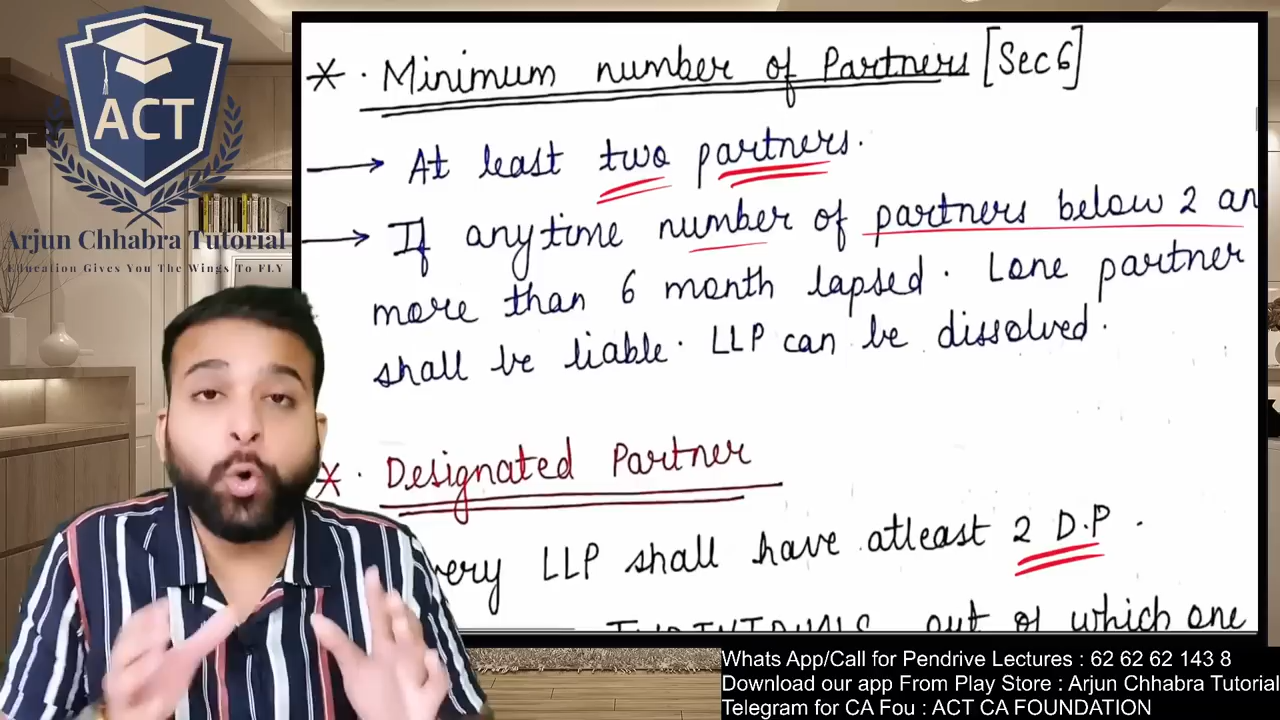 ACT
Arjun Chhabra Tutorial
Education Gives You The Wings To FLY
* · Minimum number of Partners [Sec 6]
→ At least two partners.
→ If anytime number of partners below 2 an
more than 6 month lapsed. Lone partner
shall be liable. LLP can be dissolved.
* · Designated Partner
very LLP shall have atleast 2 D.P.
INDIVIDUALS out of which one
Whats App/Call for Pendrive Lectures : 62 62 62 143 8
Download our app From Play Store : Arjun Chhabra Tutorial
Telegram for CA Fou : ACT CA FOUNDATION